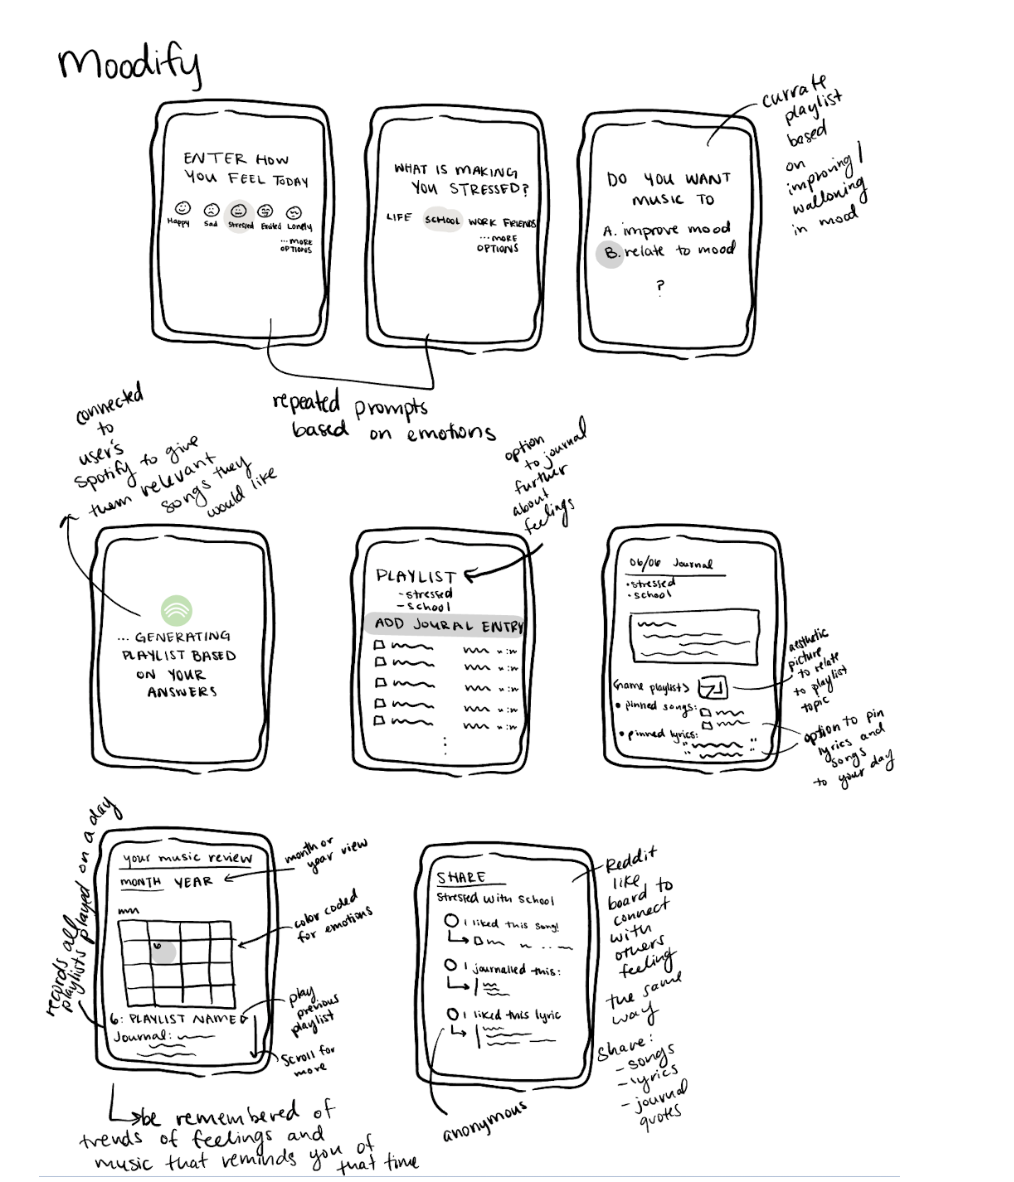 Moodify
currate
playlist
based
on
improving/
wallowing
in mood
ENTER HOW
YOU FEEL TODAY
Happy Sad Stressed Excited Lonely
...MORE
OPTIONS
WHAT IS MAKING
YOU STRESSED?
LIFE SCHOOL WORK FRIENDS
...MORE
OPTIONS
DO YOU WANT
MUSIC TO
A. improve mood
B. relate to mood
?
repeated prompts
based on emotions
connected
to
user's
Spotify to give
them relevant
songs they
would like
option
to journal
further
about
feelings
... GENERATING
PLAYLIST BASED
ON YOUR
ANSWERS
PLAYLIST
- stressed
- school
ADD JOURAL ENTRY
06/06 Journal
• stressed
• school
(name playlist)
• pinned songs:
• pinned lyrics:
" "
" "
aesthetic
picture
to relate
to playlist
topic
option to pin
lyrics and
songs
to your day
records all
playlists played on a day
your music review
MONTH YEAR
6
6: PLAYLIST NAMED
Journal:
month or
year view
color coded
for emotions
play
previous
playlist
Scroll for
more
be remembered of
trends of feelings and
music that reminds you of
that time
SHARE
Stressed with School
I liked this song!
I journalled this:
I liked this lyric
anonymous
Reddit
like
board to
connect
with
others
feeling
the same
way
Share:
- songs
- lyrics
- journal
quotes